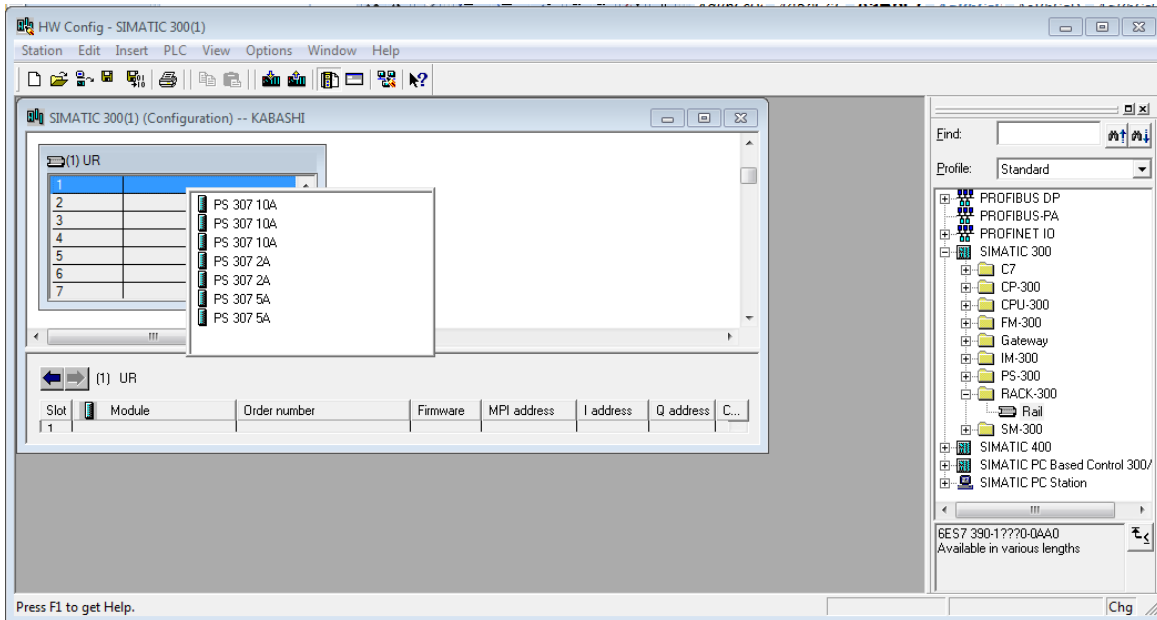 HW Config - SIMATIC 300(1)
Station Edit Insert PLC View Options Window Help
SIMATIC 300(1) (Configuration) -- KABASHI
(1) UR
1
2
3
4
5
6
7
PS 307 10A
PS 307 10A
PS 307 10A
PS 307 2A
PS 307 2A
PS 307 5A
PS 307 5A
(1) UR
Slot Module Order number Firmware MPI address I address Q address C...
1
Find:
Profile: Standard
PROFIBUS DP
PROFIBUS-PA
PROFINET IO
SIMATIC 300
C7
CP-300
CPU-300
FM-300
Gateway
IM-300
PS-300
RACK-300
Rail
SM-300
SIMATIC 400
SIMATIC PC Based Control 300/
SIMATIC PC Station
6ES7 390-1???0-0AA0
Available in various lengths
Press F1 to get Help.
Chg